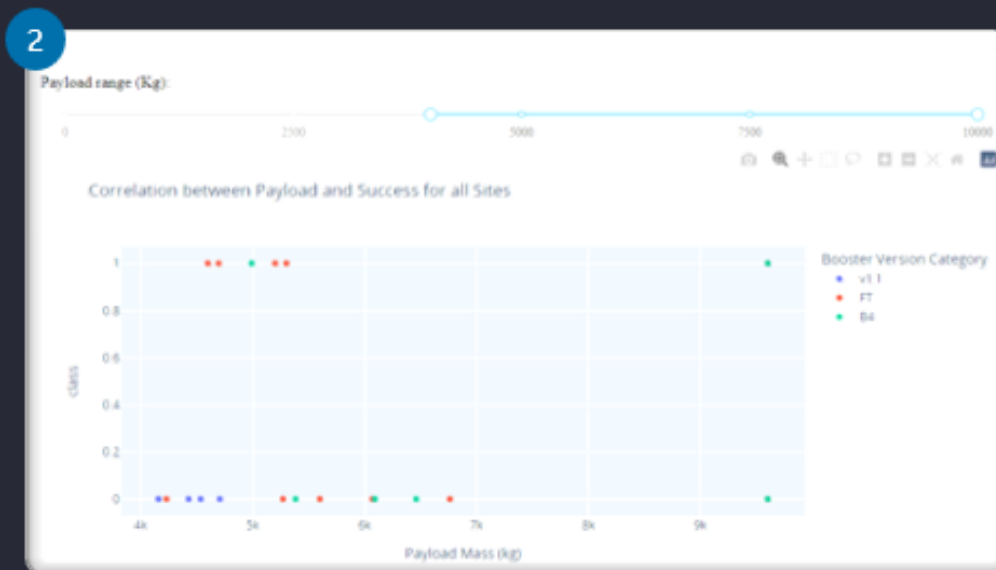 2
Payload range (Kg):
0 2500 5000 7500 10000
Correlation between Payload and Success for all Sites
Booster Version Category
v1.1
FT
B4
1
0.8
0.6
0.4
0.2
0
class
4k 5k 6k 7k 8k 9k
Payload Mass (kg)